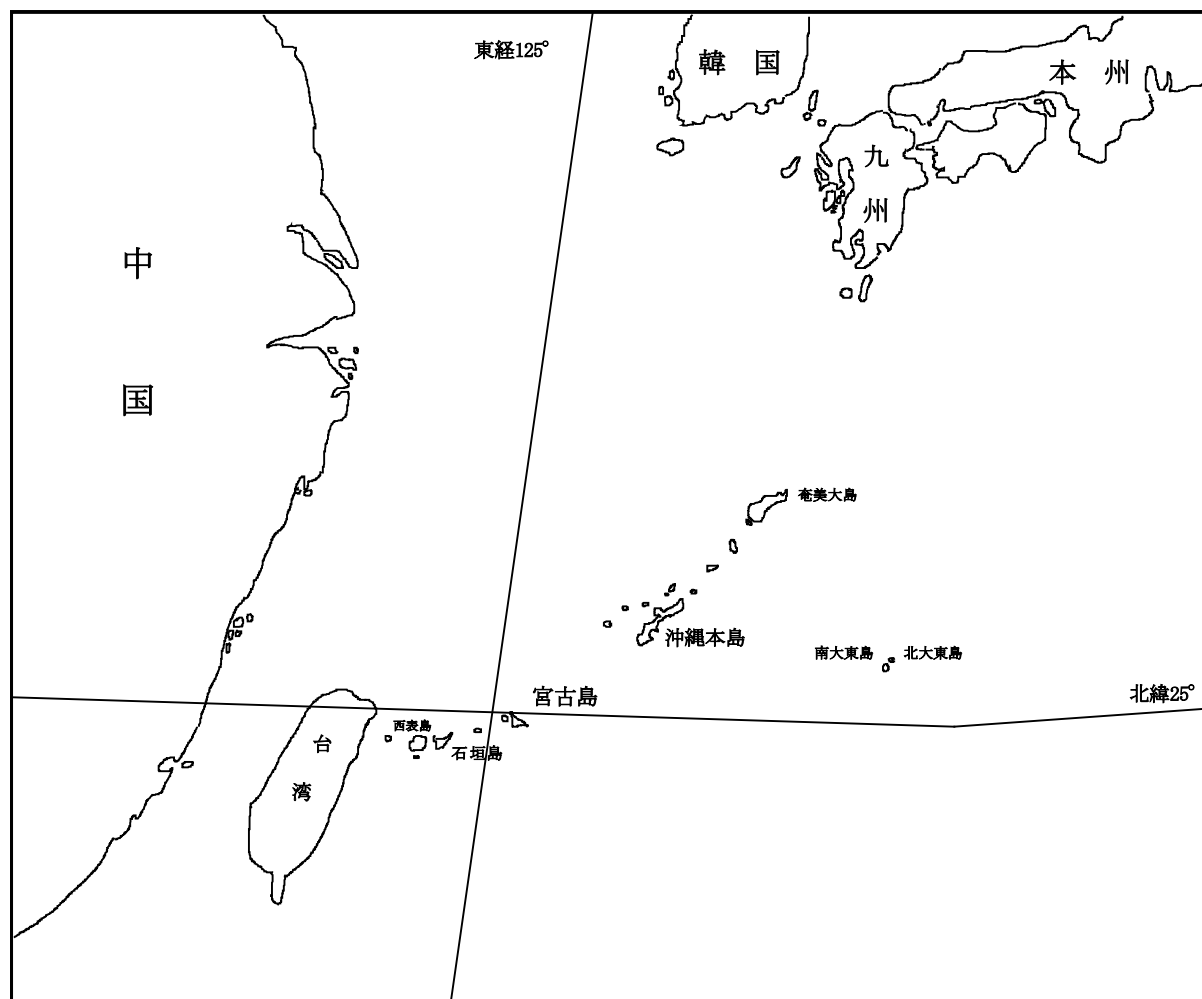 東経125°
韓国
本州
九州
中国
奄美大島
沖縄本島
南大東島
北大東島
宮古島
北緯25°
西表島
石垣島
台湾